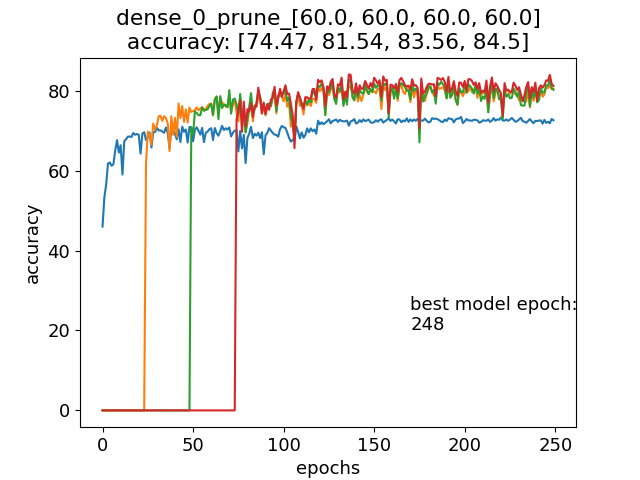 dense_0_prune_[60.0, 60.0, 60.0, 60.0]
accuracy: [74.47, 81.54, 83.56, 84.5]
80
60
40
20
0
accuracy
best model epoch:
248
0 50 100 150 200 250
epochs